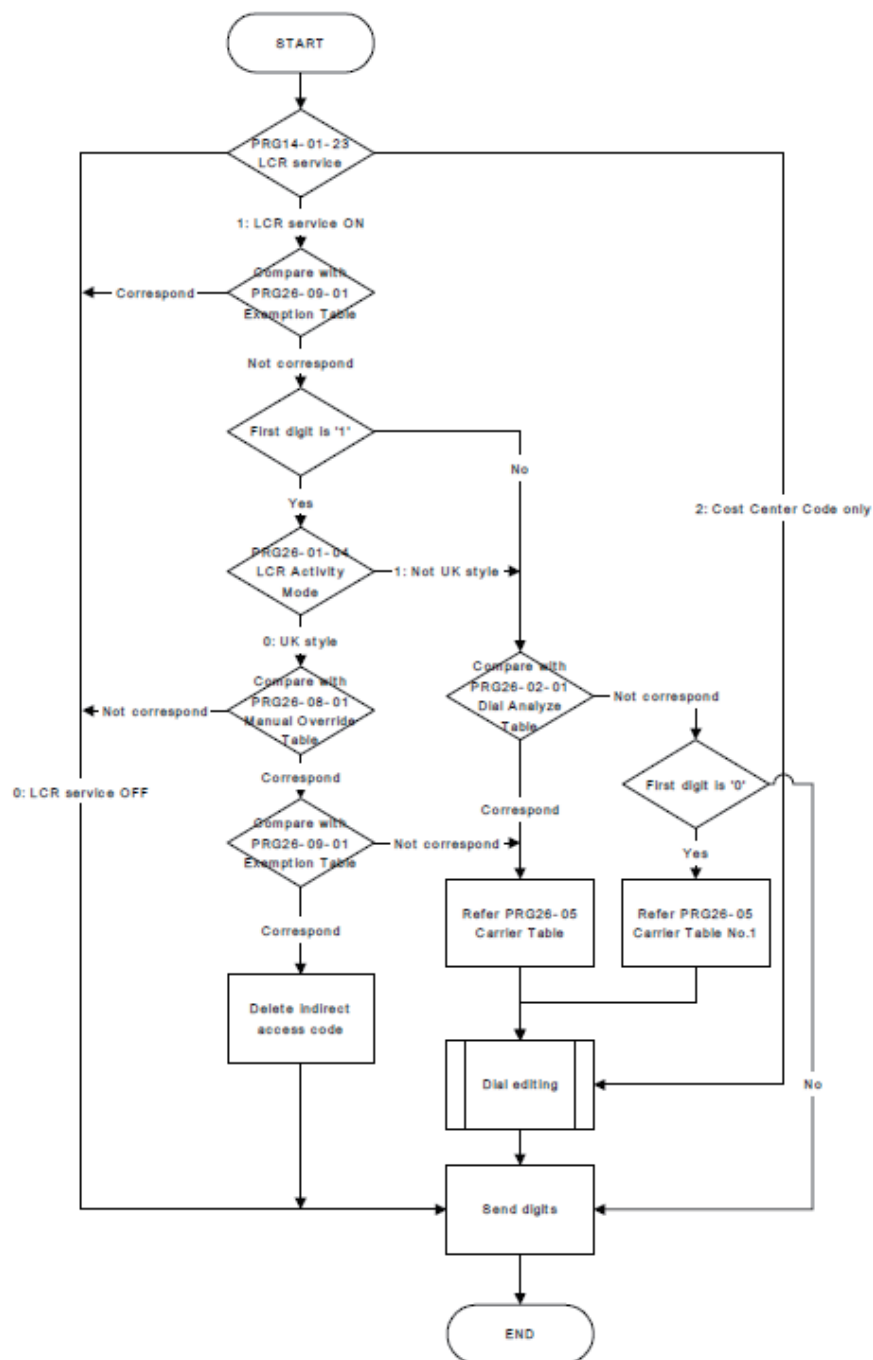 START
PRG14-01-23
LCR service
1: LCR service ON
Compare with
PRG26-09-01
Exemption Table
Correspond
Not correspond
First digit is '1'
No
Yes
2: Cost Center Code only
PRG26-01-04
LCR Activity
Mode
1: Not UK style
0: UK style
Compare with
PRG26-08-01
Manual Override
Table
Not correspond
Compare with
PRG26-02-01
Dial Analyze
Table
Not correspond
Correspond
0: LCR service OFF
First digit is '0'
Correspond
Compare with
PRG26-09-01
Exemption Table
Not correspond
Yes
Correspond
Refer PRG26-05
Carrier Table
Refer PRG26-05
Carrier Table No.1
Delete indirect
access code
Dial editing
No
Send digits
END